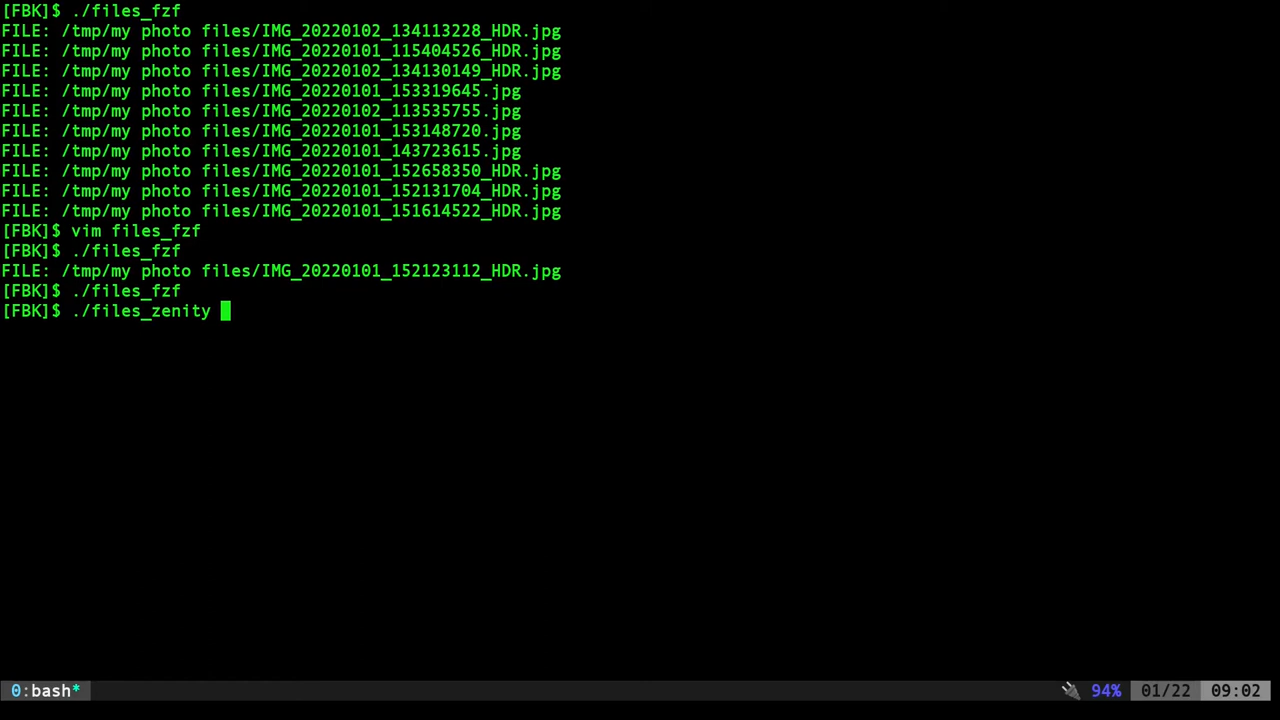 [FBK]$ ./files_fzf
FILE: /tmp/my photo files/IMG_20220102_134113228_HDR.jpg
FILE: /tmp/my photo files/IMG_20220101_115404526_HDR.jpg
FILE: /tmp/my photo files/IMG_20220102_134130149_HDR.jpg
FILE: /tmp/my photo files/IMG_20220101_153319645.jpg
FILE: /tmp/my photo files/IMG_20220102_113535755.jpg
FILE: /tmp/my photo files/IMG_20220101_153148720.jpg
FILE: /tmp/my photo files/IMG_20220101_143723615.jpg
FILE: /tmp/my photo files/IMG_20220101_152658350_HDR.jpg
FILE: /tmp/my photo files/IMG_20220101_152131704_HDR.jpg
FILE: /tmp/my photo files/IMG_20220101_151614522_HDR.jpg
[FBK]$ vim files_fzf
[FBK]$ ./files_fzf
FILE: /tmp/my photo files/IMG_20220101_152123112_HDR.jpg
[FBK]$ ./files_fzf
[FBK]$ ./files_zenity
0:bash* 94% 01/22 09:02